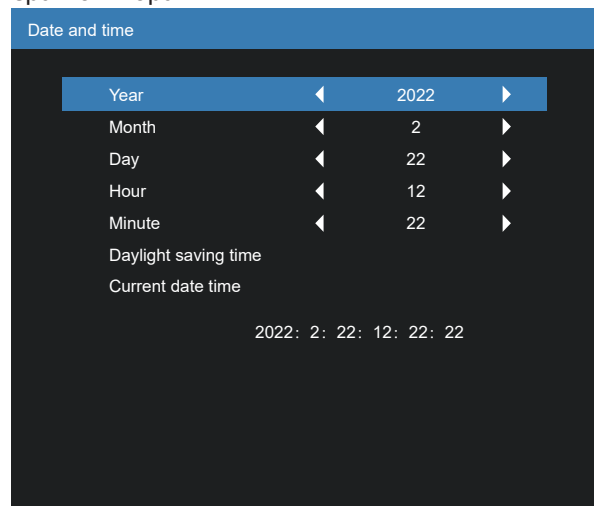 Date and time
Year 2022
Month 2
Day 22
Hour 12
Minute 22
Daylight saving time
Current date time
2022: 2: 22: 12: 22: 22